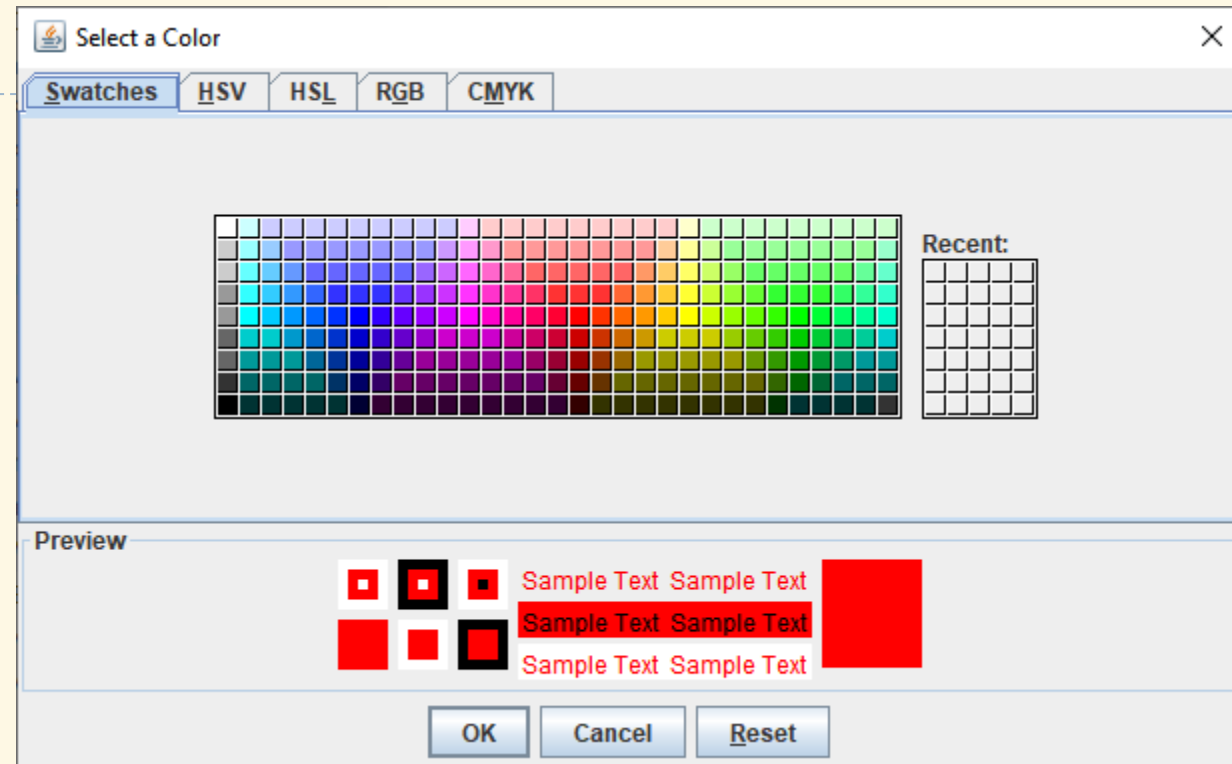 Select a Color
Swatches HSV HSL RGB CMYK
Recent:
Preview
Sample Text Sample Text
Sample Text Sample Text
Sample Text Sample Text
OK Cancel Reset